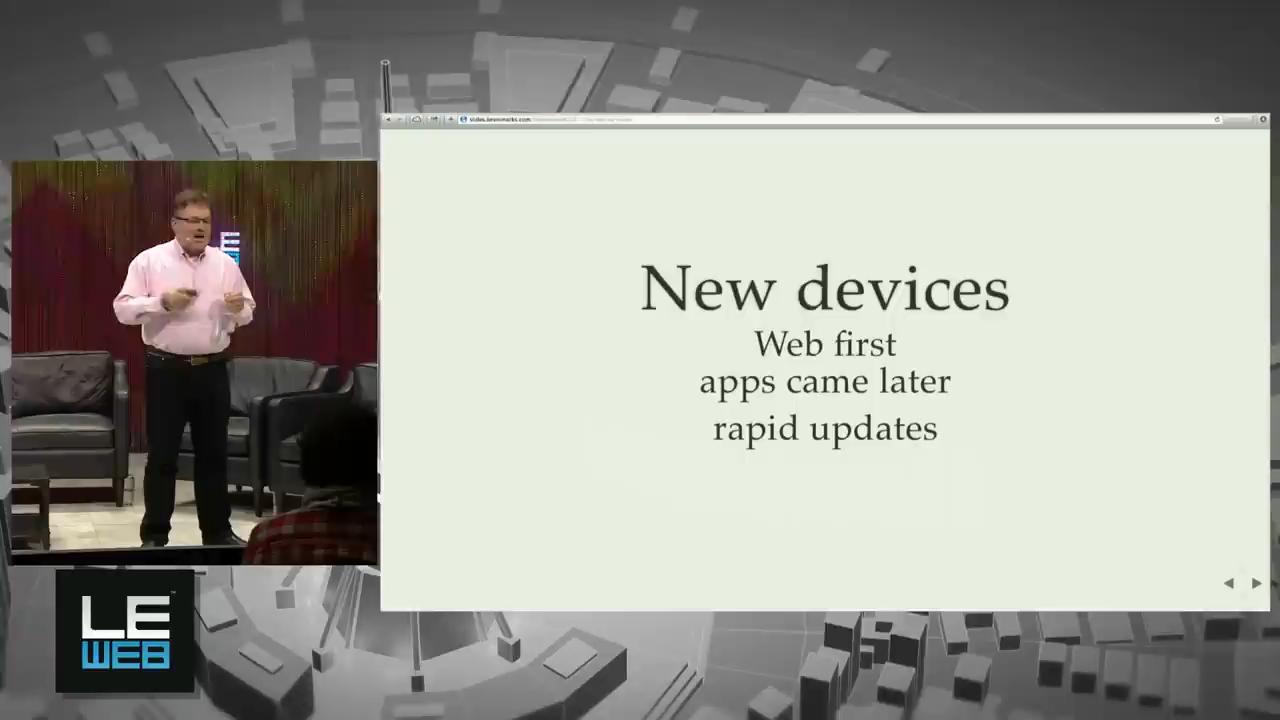 New devices
Web first
apps came later
rapid updates
LE
WEB